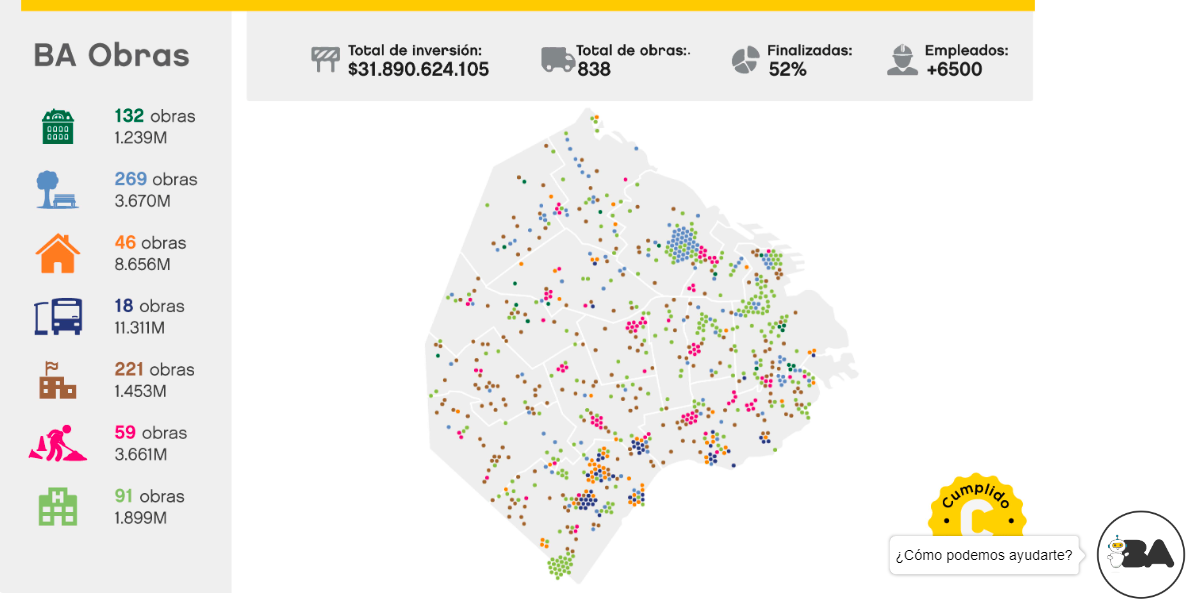 BA Obras
132 obras
1.239M
269 obras
3.670M
46 obras
8.656M
18 obras
11.311M
221 obras
1.453M
59 obras
3.661M
91 obras
1.899M
H
Total de inversión:
$31.890.624.105
Total de obras:.
838
Finalizadas:
52%
Empleados:
+6500
Cumplido
C
¿Cómo podemos ayudarte?
BA